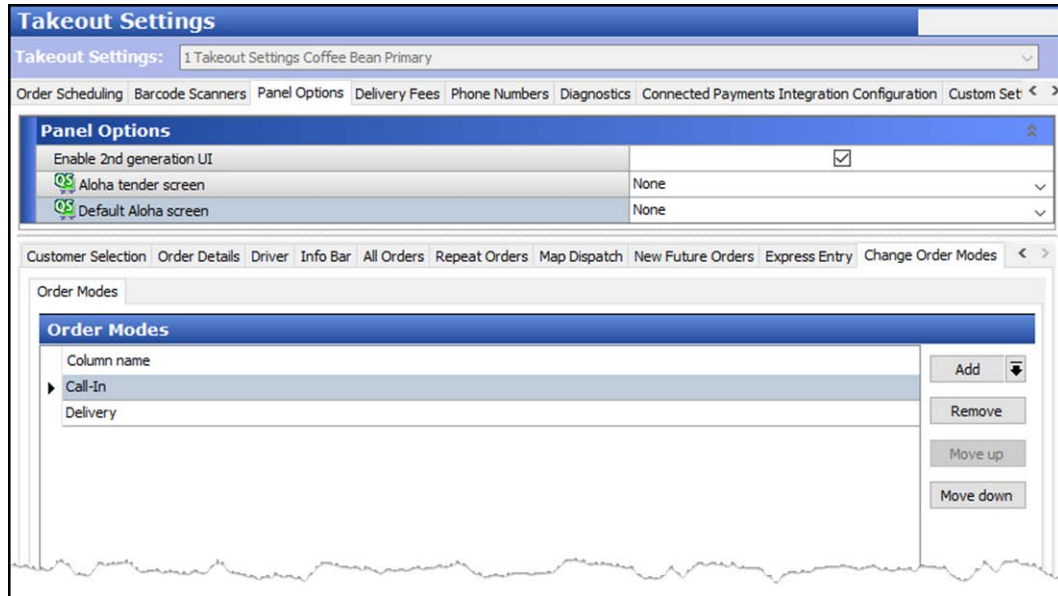 Takeout Settings
Takeout Settings: 1 Takeout Settings Coffee Bean Primary
Order Scheduling Barcode Scanners Panel Options Delivery Fees Phone Numbers Diagnostics Connected Payments Integration Configuration Custom Set
Panel Options
Enable 2nd generation UI
QS Aloha tender screen None
QS Default Aloha screen None
Customer Selection Order Details Driver Info Bar All Orders Repeat Orders Map Dispatch New Future Orders Express Entry Change Order Modes
Order Modes
Order Modes
Column name
Add
Call-In
Delivery
Remove
Move up
Move down